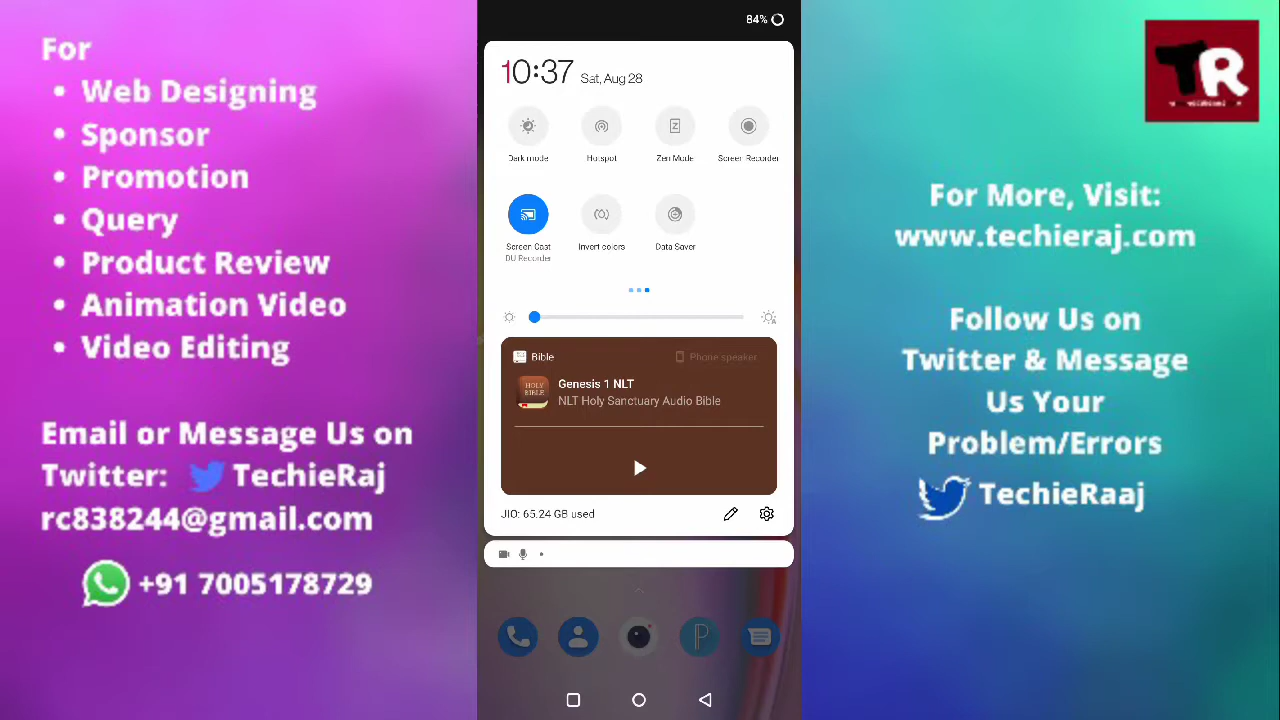 For
• Web Designing
• Sponsor
• Promotion
• Query
• Product Review
• Animation Video
• Video Editing
Email or Message Us on
Twitter: TechieRaj
rc838244@gmail.com
+91 7005178729
84%
10:37 Sat, Aug 28
Dark mode Hotspot Zen Mode Screen Recorder
Screen Cast Invert colors Data Saver
DU Recorder
Bible Phone speaker
HOLY BIBLE
Genesis 1 NLT
NLT Holy Sanctuary Audio Bible
JIO: 65.24 GB used
TR
For More, Visit:
www.techieraj.com
Follow Us on
Twitter & Message
Us Your
Problem/Errors
TechieRaaj